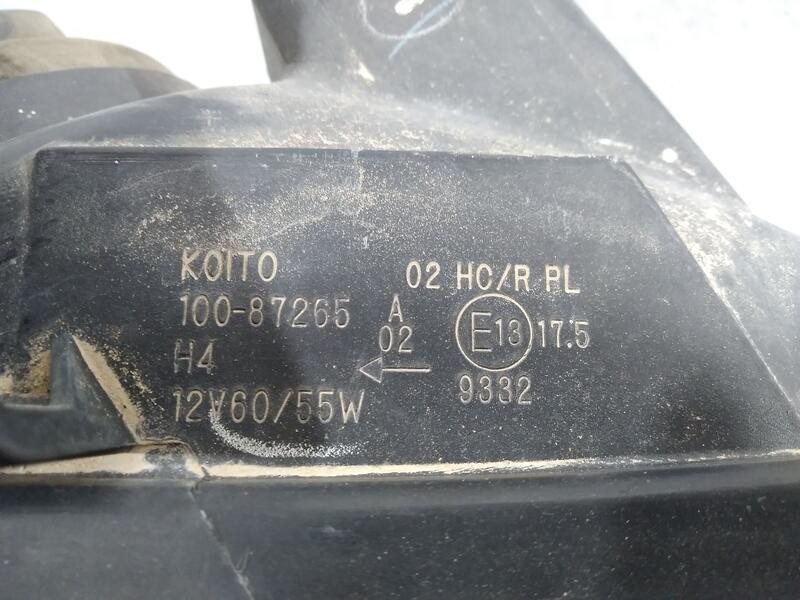 KOITO
100-87265
H4
12V60/55W
02 HC/R PL
A
02
E13 17.5
9332